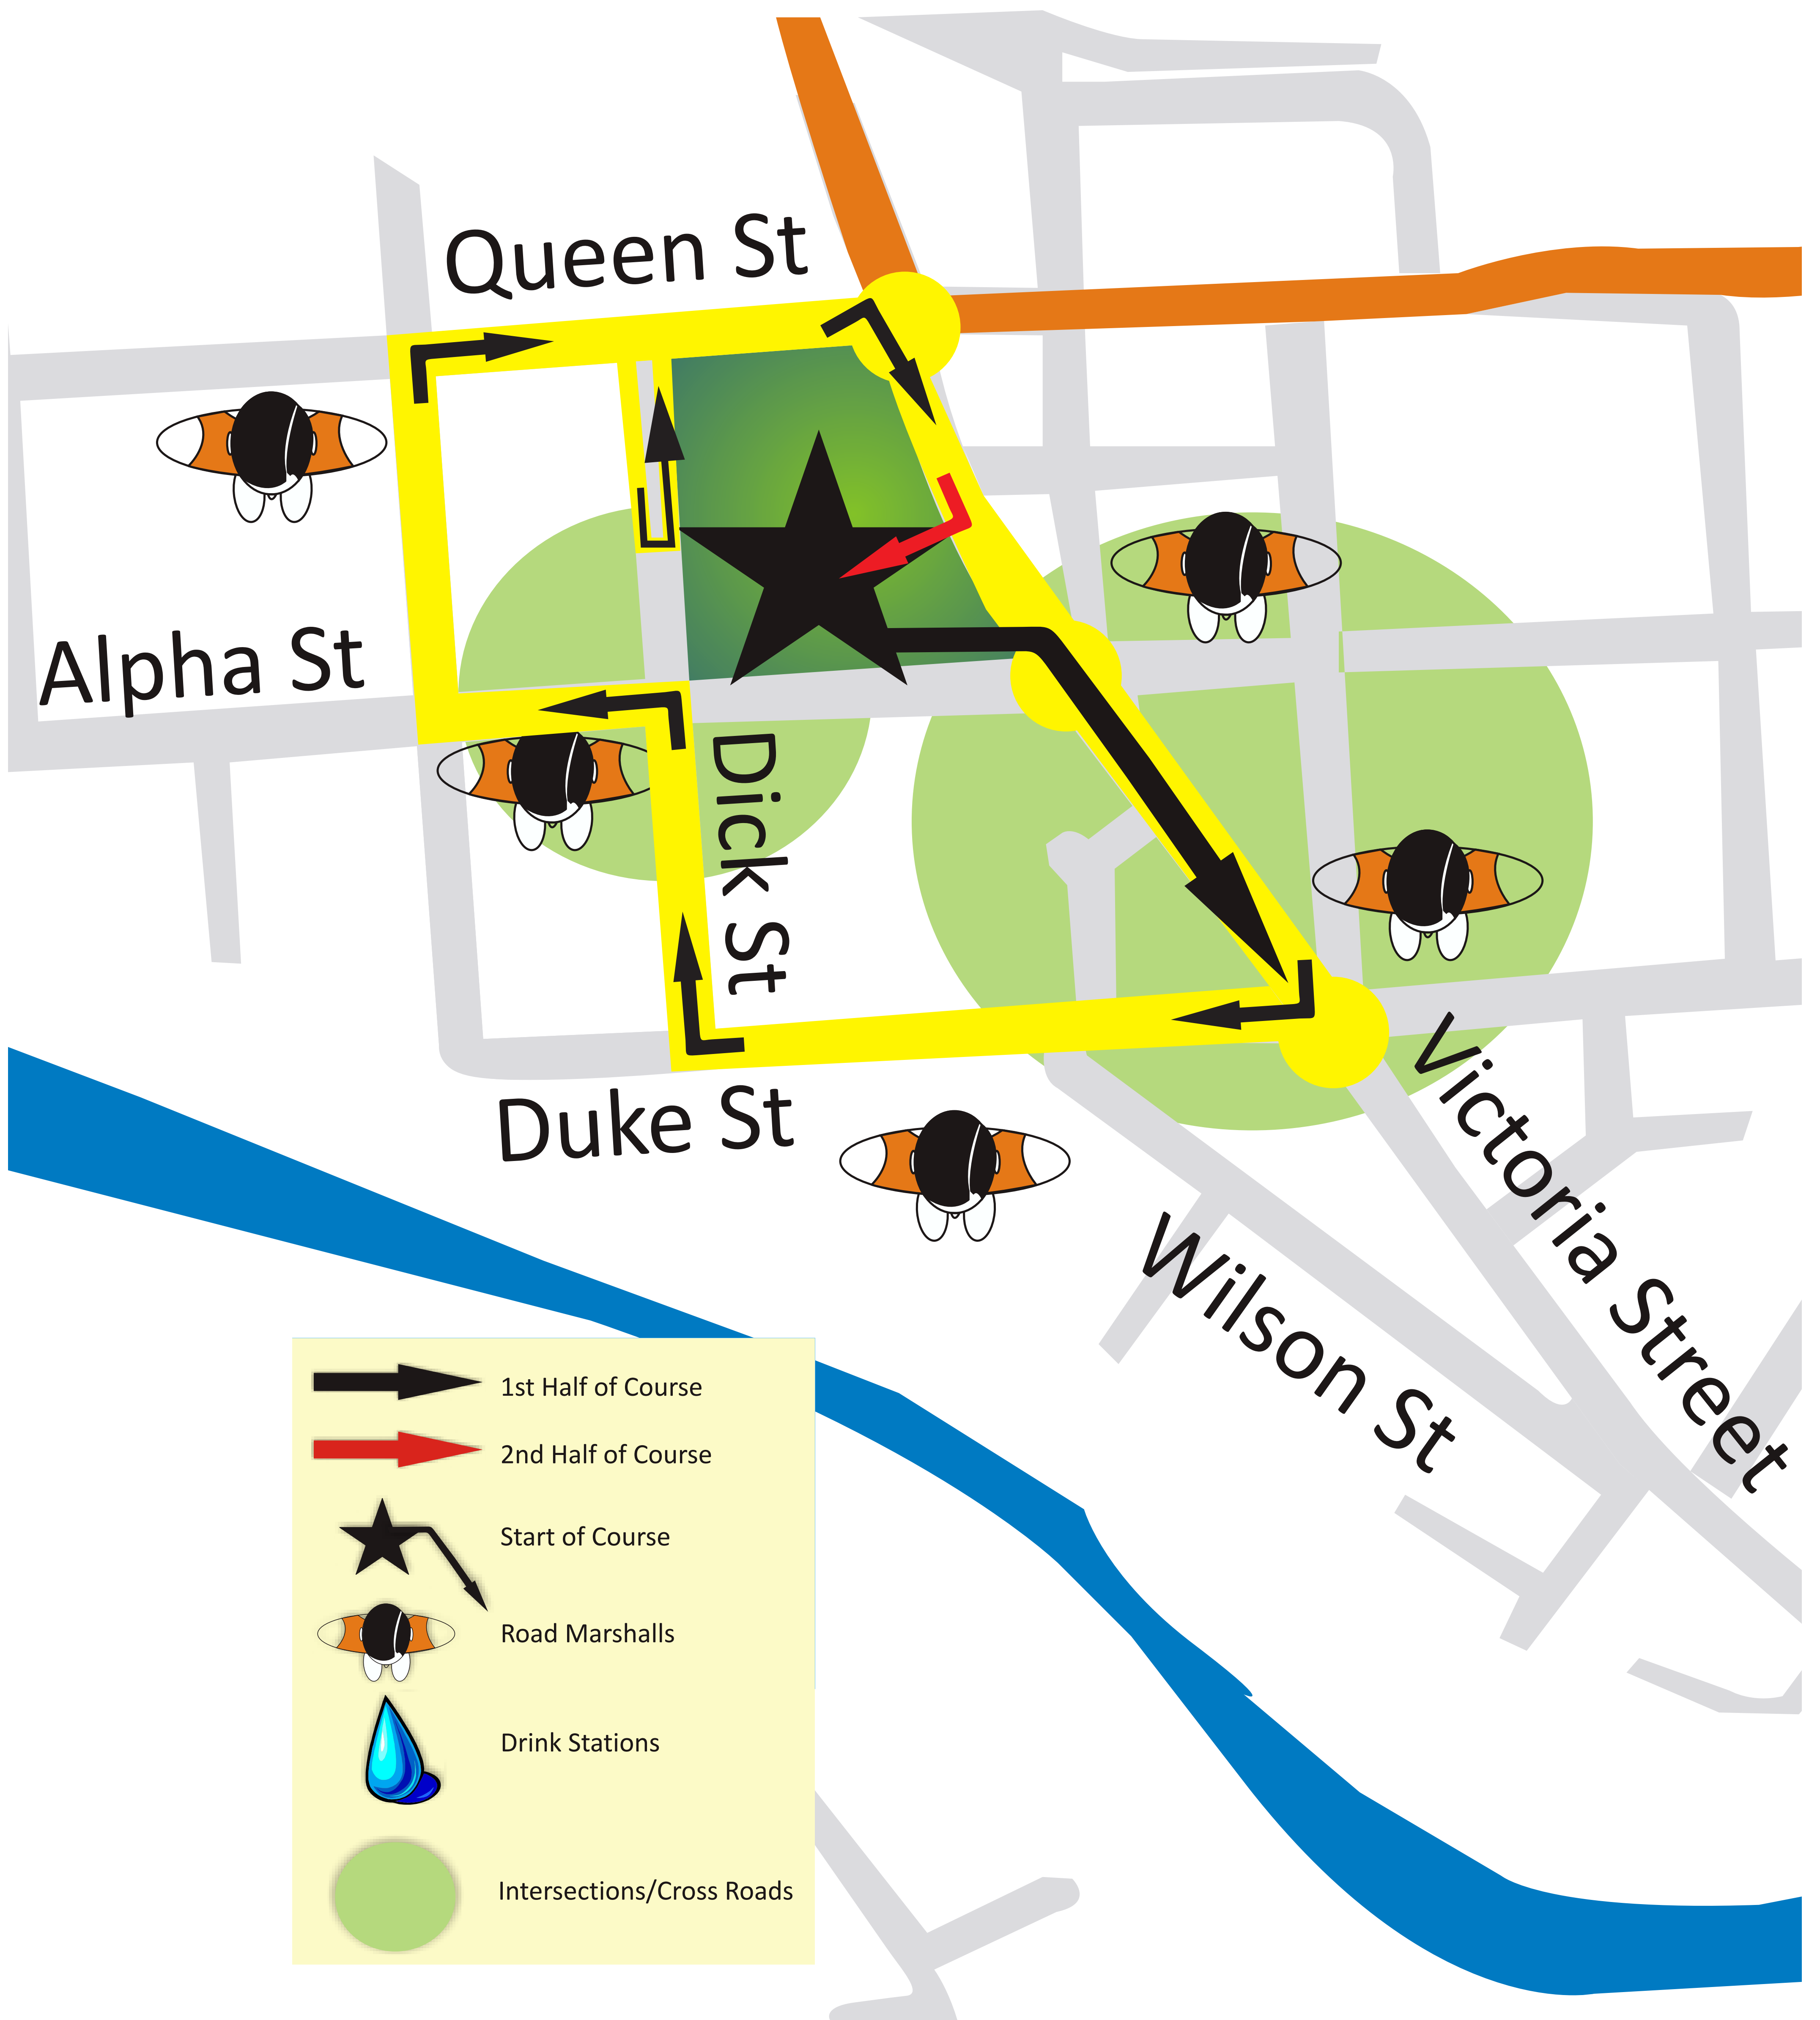 Queen St
Alpha St
Dick St
Duke St
Victoria Street
Wilson St
1st Half of Course
2nd Half of Course
Start of Course
Road Marshalls
Drink Stations
Intersections/Cross Roads